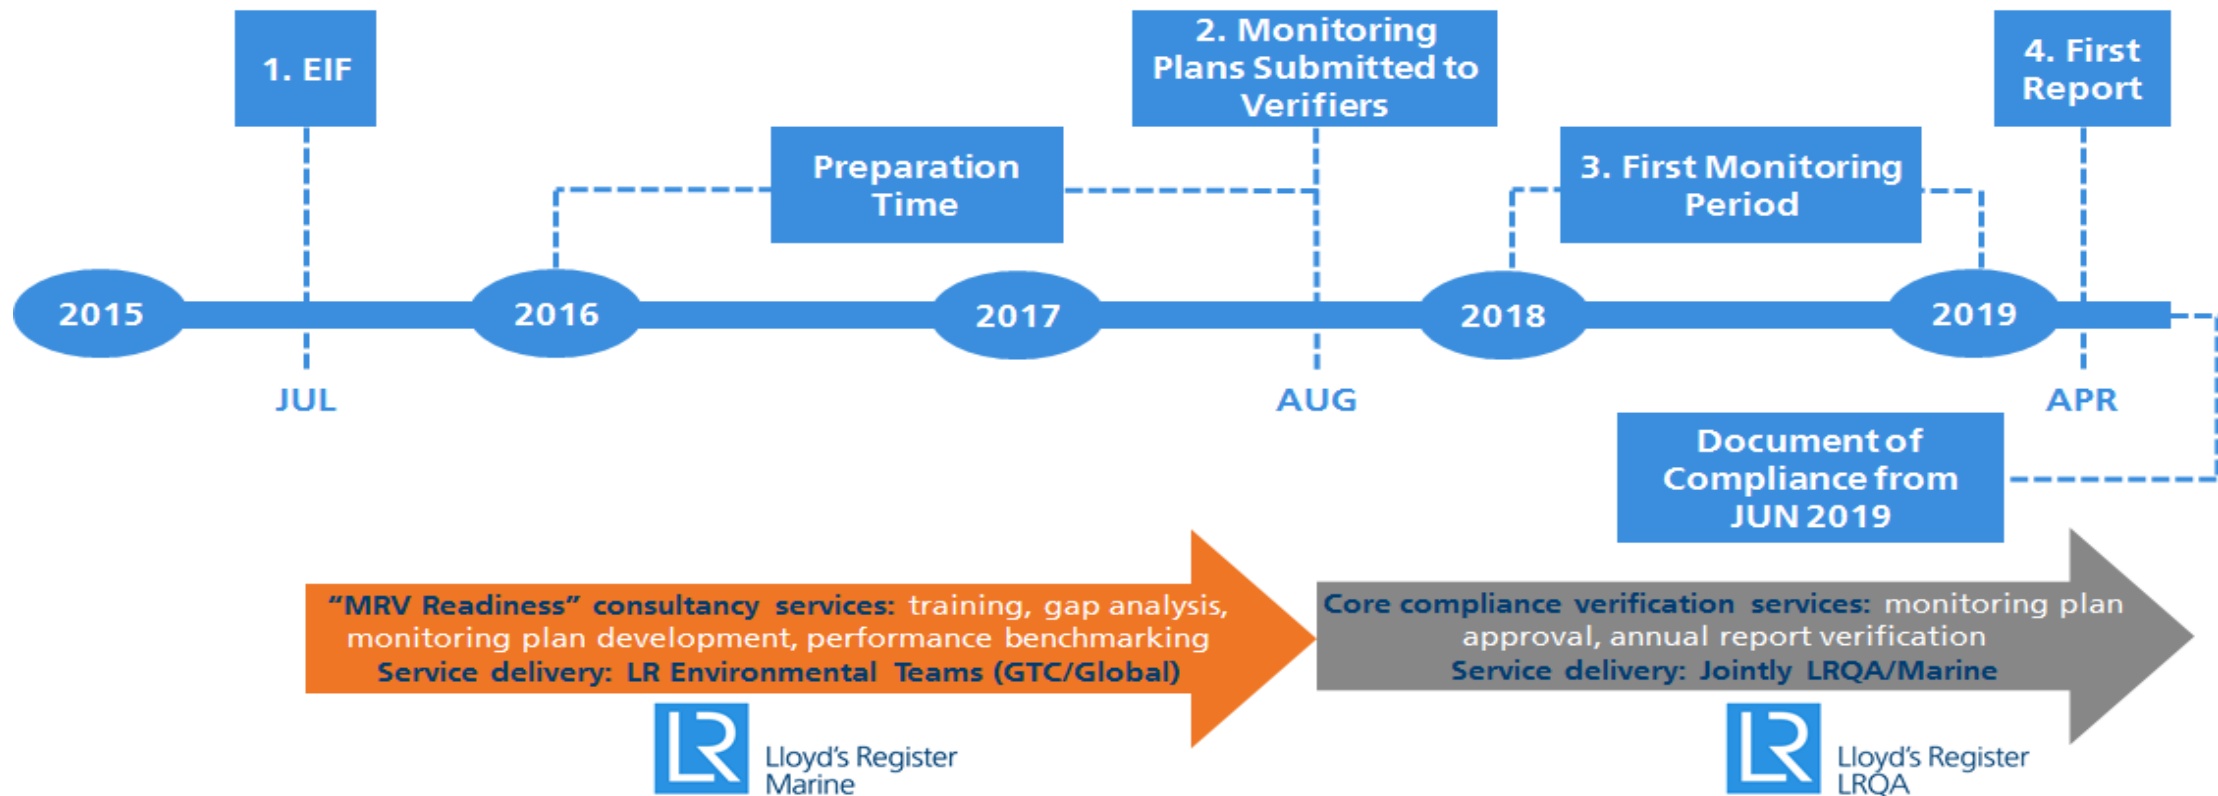 1. EIF
2. Monitoring
Plans Submitted to
Verifiers
4. First
Report
Preparation
Time
3. First Monitoring
Period
2015
2016
2017
2018
2019
JUL
AUG
APR
Document of
Compliance from
JUN 2019
“MRV Readiness” consultancy services: training, gap analysis,
monitoring plan development, performance benchmarking
Service delivery: LR Environmental Teams (GTC/Global)
Core compliance verification services: monitoring plan
approval, annual report verification
Service delivery: Jointly LRQA/Marine
LR
Lloyd's Register
Marine
LR
Lloyd's Register
LRQA